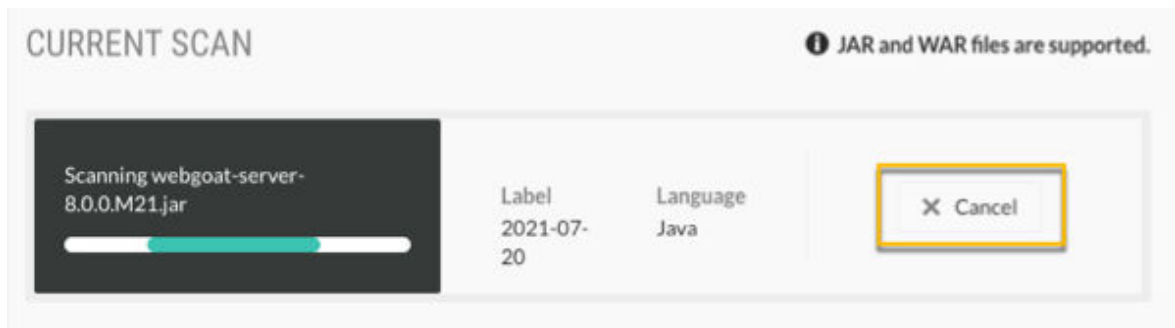 CURRENT SCAN
JAR and WAR files are supported.
Scanning webgoat-server-
8.0.0.M21.jar
Label
2021-07-
20
Language
Java
Cancel